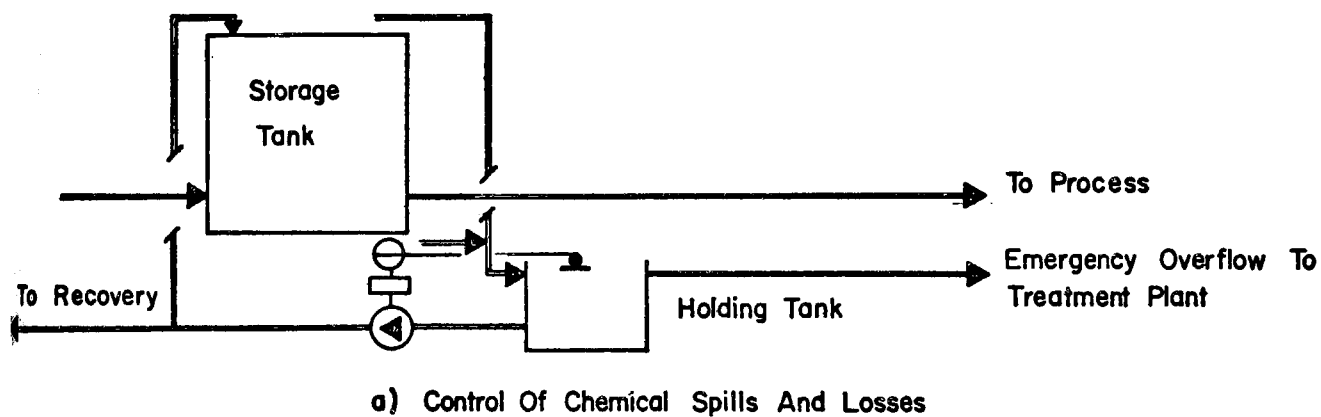 Storage
Tank
To Process
To Recovery
Holding Tank
Emergency Overflow To
Treatment Plant
a) Control Of Chemical Spills And Losses